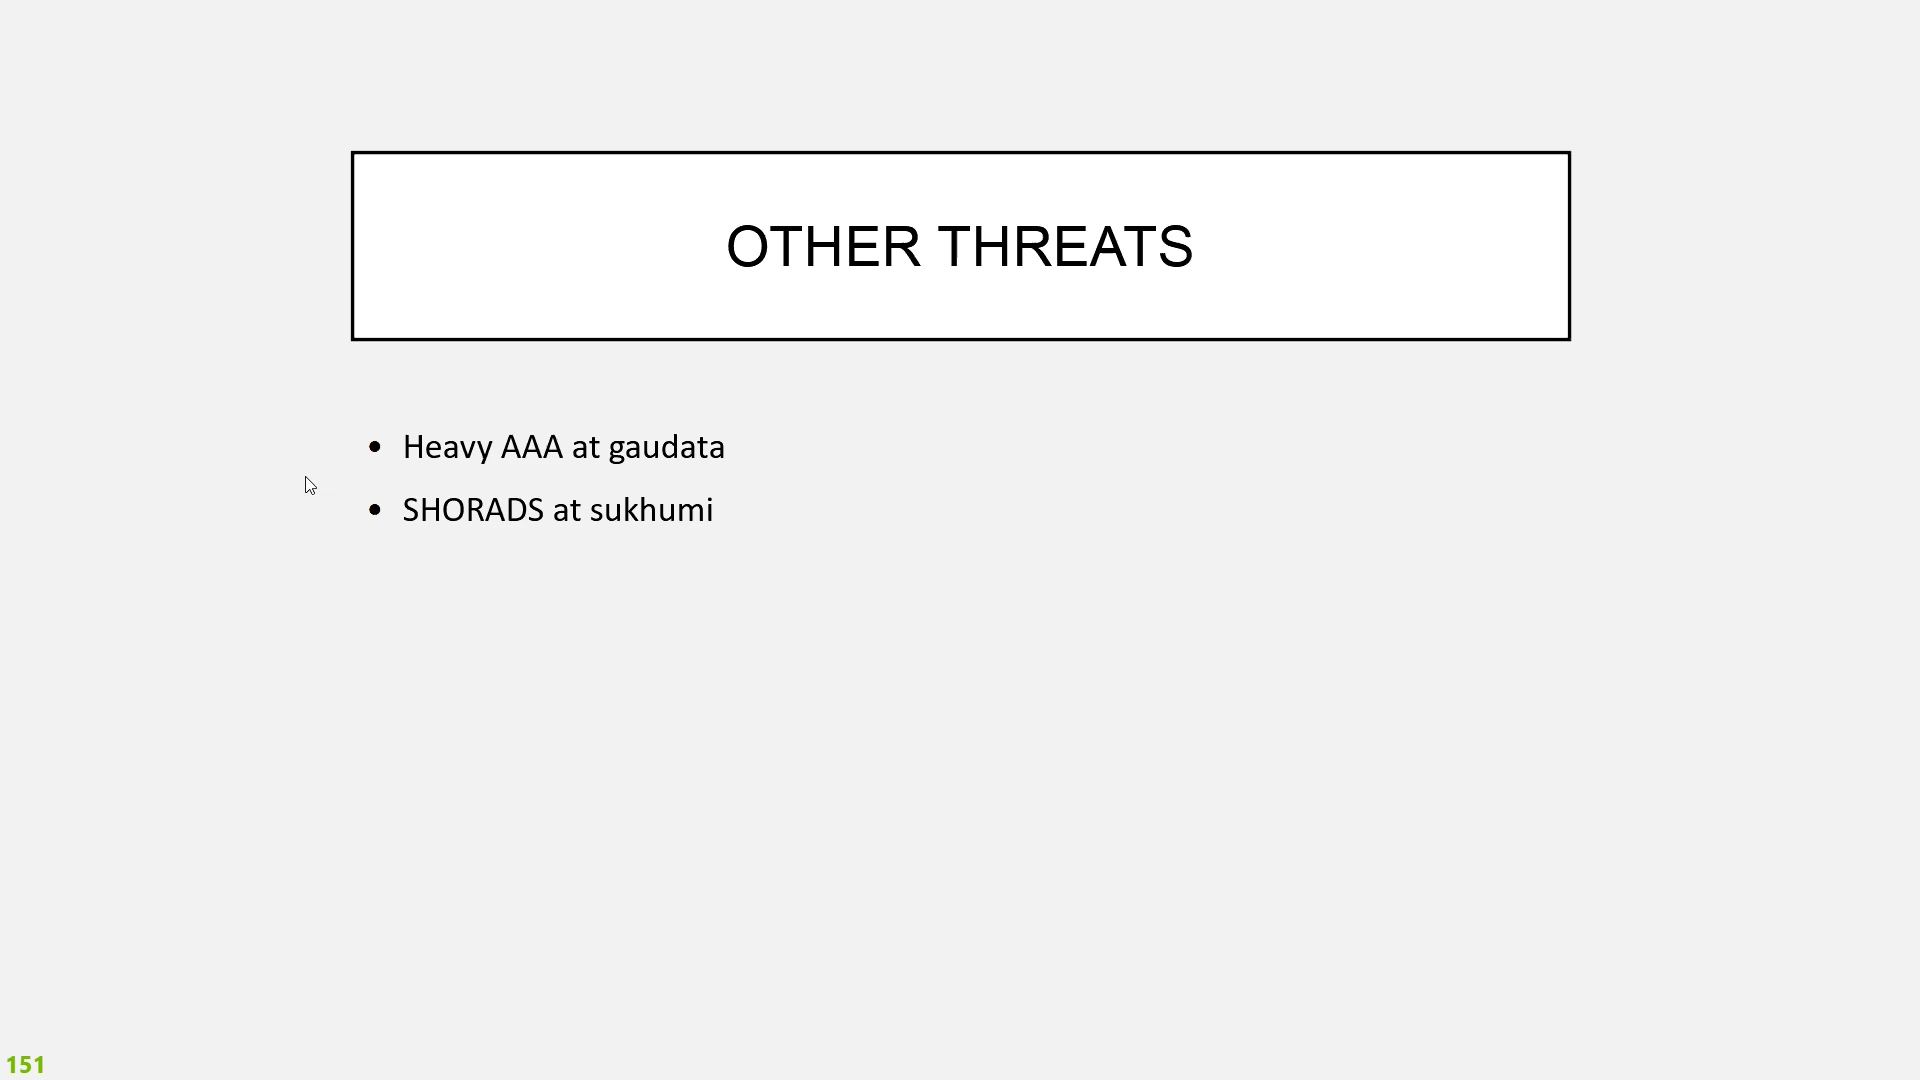 OTHER THREATS
• Heavy AAA at gaudata
• SHORADS at sukhumi
151